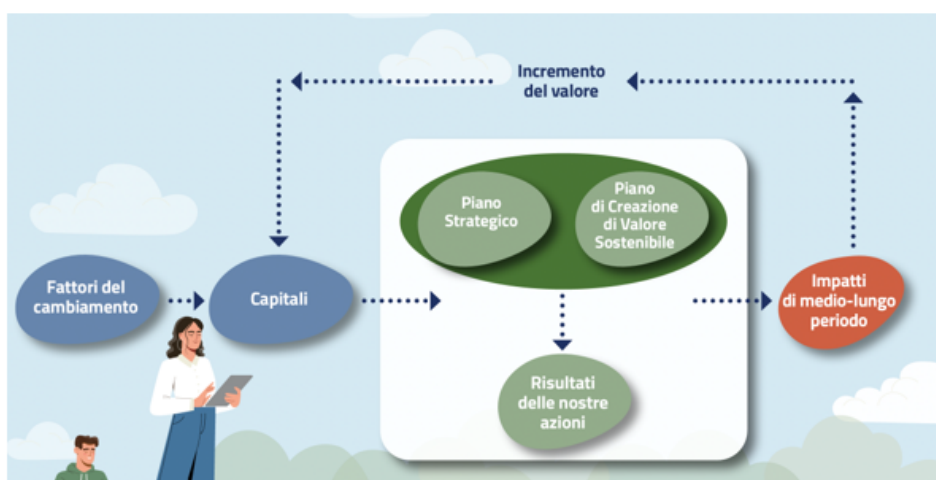 Incremento
del valore
Piano
Strategico
Piano
di Creazione
di Valore
Sostenibile
Fattori del
cambiamento
Capitali
Impatti
di medio-lungo
periodo
Risultati
delle nostre
azioni